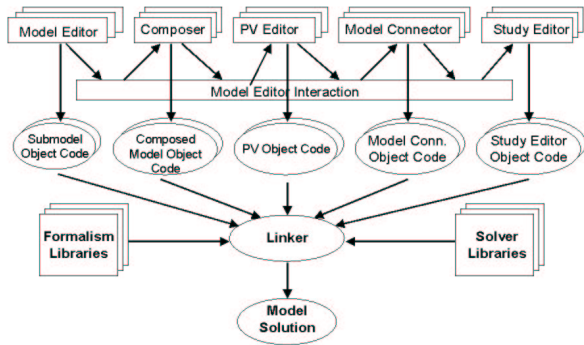 Model Editor
Composer
PV Editor
Model Connector
Study Editor
Model Editor Interaction
Submodel
Object Code
Composed
Model Object
Code
PV Object Code
Model Conn.
Object Code
Study Editor
Object Code
Formalism
Libraries
Linker
Solver
Libraries
Model
Solution